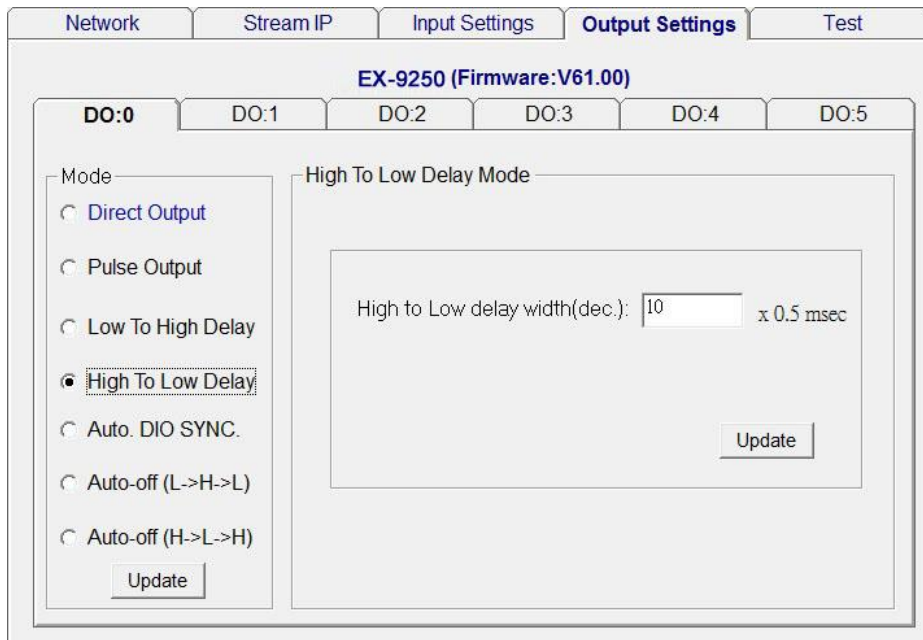 Network Stream IP Input Settings Output Settings Test
EX-9250 (Firmware:V61.00)
DO:0 DO:1 DO:2 DO:3 DO:4 DO:5
Mode
Direct Output
Pulse Output
Low To High Delay
High To Low Delay
Auto. DIO SYNC.
Auto-off (L->H->L)
Auto-off (H->L->H)
Update
High To Low Delay Mode
High to Low delay width(dec.): 10 x 0.5 msec
Update